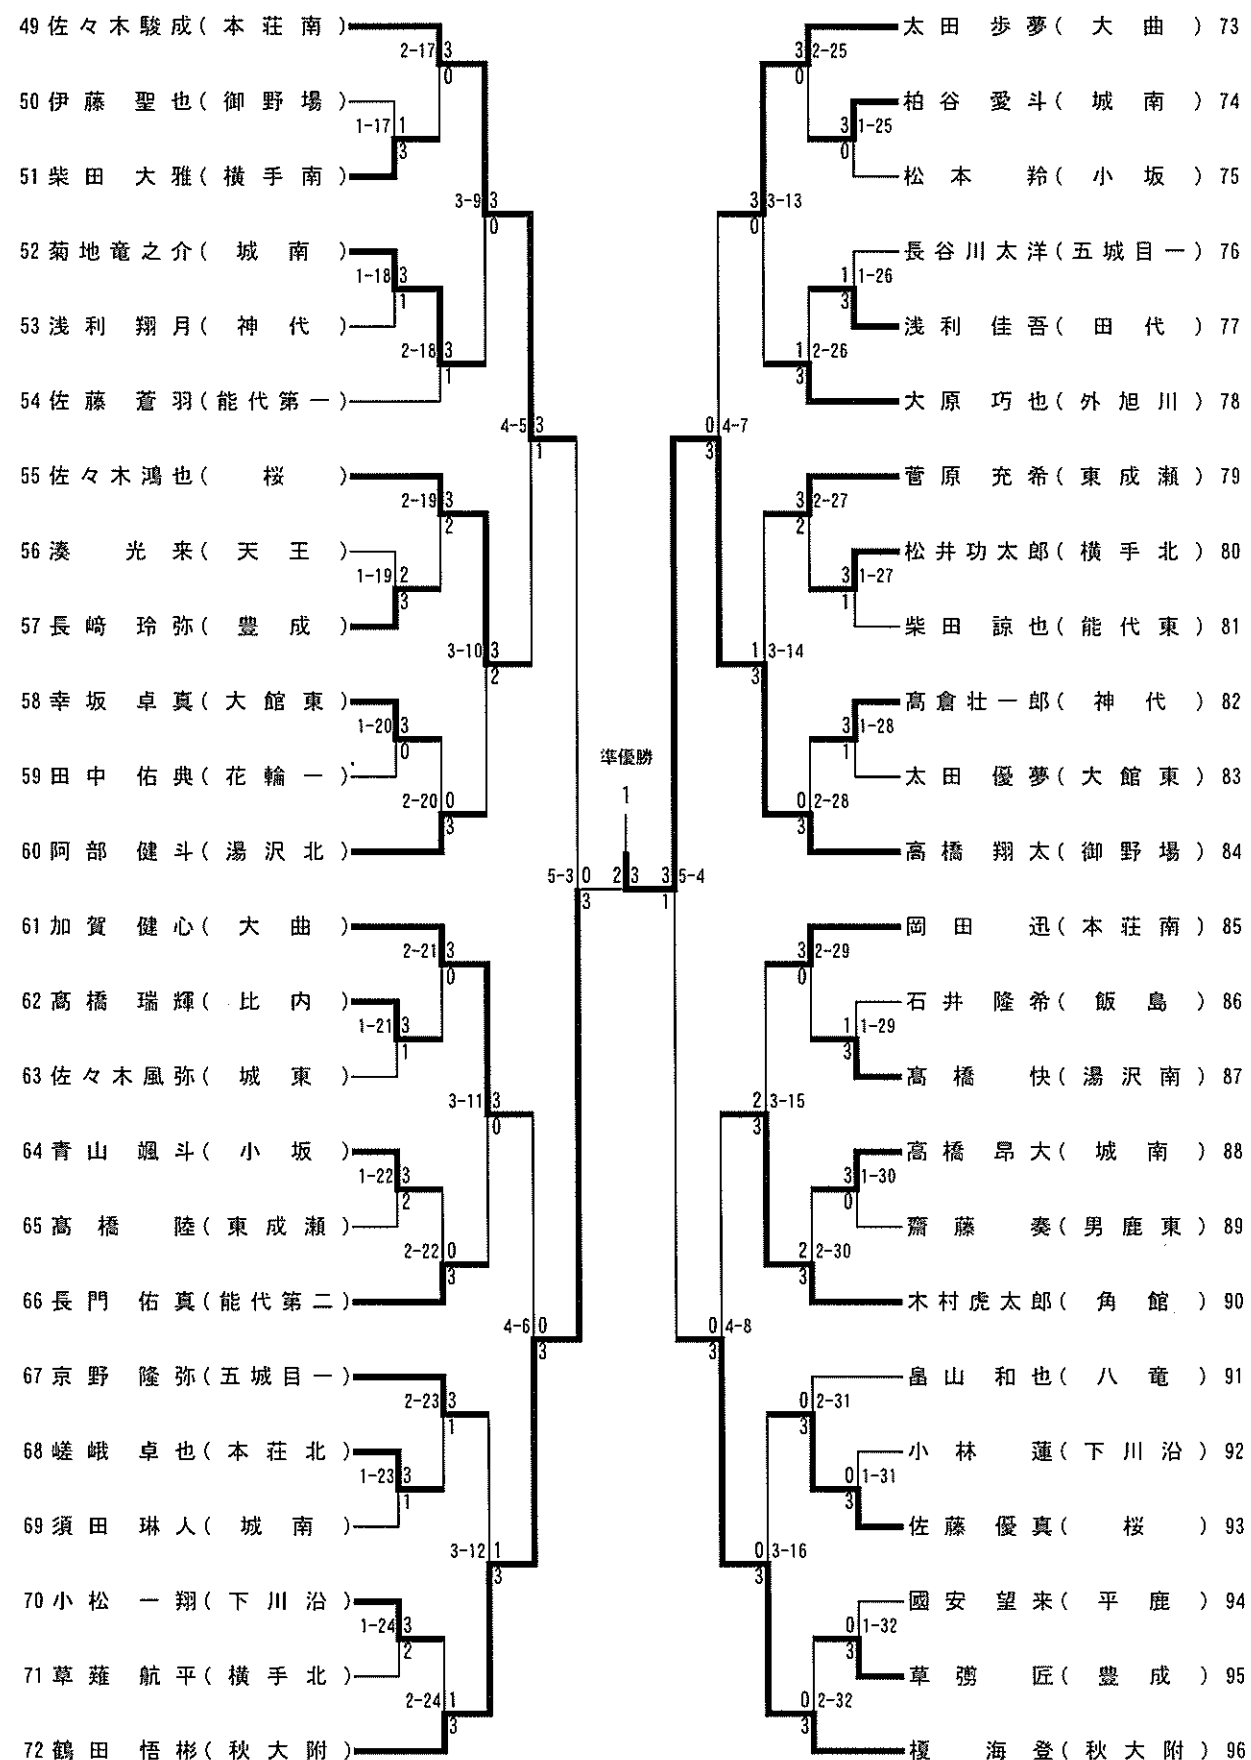 49 佐々木駿成(本荘南)
2-17 3
0
50 伊藤 聖也(御野場)
1-17 1
3
51 柴田 大雅(横手南)
3-9 3
0
52 菊地竜之介(城南)
1-18 3
1
53 浅利 翔月(神代)
2-18 3
1
54 佐藤 蒼羽(能代第一)
4-5 3
1
55 佐々木鴻也(桜)
2-19 3
2
56 湊 光来(天王)
1-19 2
3
57 長﨑 玲弥(豊成)
3-10 3
2
58 幸坂 卓真(大館東)
1-20 3
0
59 田中 佑典(花輪一)
2-20 0
3
60 阿部 健斗(湯沢北)
5-3 0
3
61 加賀 健心(大曲)
2-21 3
0
62 髙橋 瑞輝(比内)
1-21 3
1
63 佐々木風弥(城東)
3-11 3
0
64 青山 颯斗(小坂)
1-22 3
2
65 髙橋 陸(東成瀬)
2-22 0
3
66 長門 佑真(能代第二)
4-6 0
3
67 京野 隆弥(五城目一)
2-23 3
1
68 嵯峨 卓也(本荘北)
1-23 3
1
69 須田 琳人(城南)
3-12 1
3
70 小松 一翔(下川沿)
1-24 3
2
71 草薙 航平(横手北)
2-24 1
3
72 鶴田 悟彬(秋大附)
準優勝
1
2 3
太田 歩夢(大曲) 73
3 2-25
0
柏谷 愛斗(城南) 74
3 1-25
0
松本 羚(小坂) 75
3 3-13
0
長谷川太洋(五城目一) 76
1 1-26
3
浅利 佳吾(田代) 77
1 2-26
3
大原 巧也(外旭川) 78
0 4-7
3
菅原 充希(東成瀬) 79
3 2-27
2
松井功太郎(横手北) 80
3 1-27
1
柴田 諒也(能代東) 81
1 3-14
3
髙倉壮一郎(神代) 82
3 1-28
1
太田 優夢(大館東) 83
0 2-28
3
高橋 翔太(御野場) 84
3 5-4
1
岡田 迅(本荘南) 85
3 2-29
0
石井 隆希(飯島) 86
1 1-29
3
髙橋 快(湯沢南) 87
2 3-15
3
高橋 昂大(城南) 88
3 1-30
0
齋藤 奏(男鹿東) 89
2 2-30
3
木村虎太郎(角館) 90
0 4-8
3
畠山 和也(八竜) 91
0 2-31
3
小林 蓮(下川沿) 92
0 1-31
3
佐藤 優真(桜) 93
0 3-16
3
國安 望来(平鹿) 94
0 1-32
3
草彅 匠(豊成) 95
0 2-32
3
榎 海登(秋大附) 96